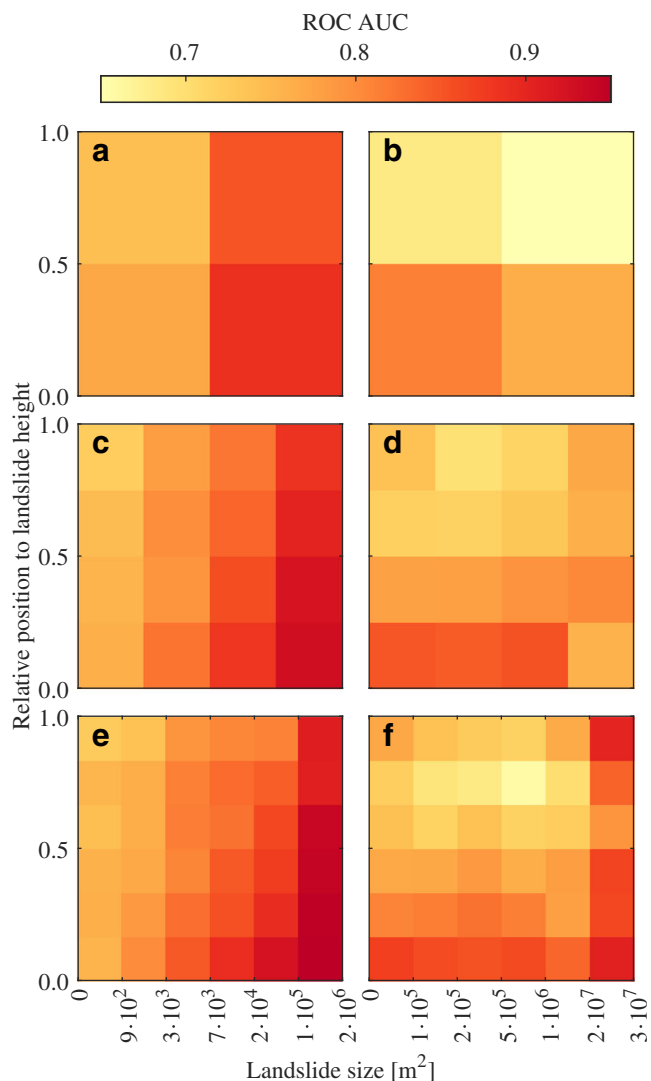 ROC AUC
0.7 0.8 0.9
a b
1.0
0.5
0.0
c d
1.0
0.5
0.0
e f
1.0
0.5
0.0
Relative position to landslide height
0 9·10² 3·10³ 7·10³ 2·10⁴ 1·10⁵ 2·10⁶
0 1·10⁵ 2·10⁵ 5·10⁵ 1·10⁶ 2·10⁷ 3·10⁷
Landslide size [m²]